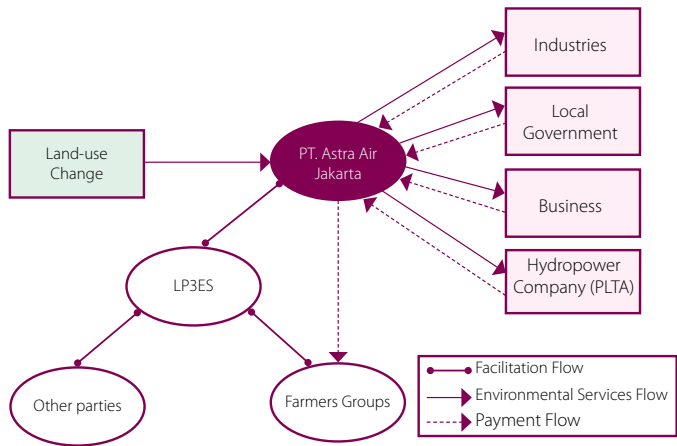 Industries
Local
Government
Land-use
Change
PT. Astra Air
Jakarta
Business
Hydropower
Company (PLTA)
LP3ES
Other parties
Farmers Groups
Facilitation Flow
Environmental Services Flow
Payment Flow